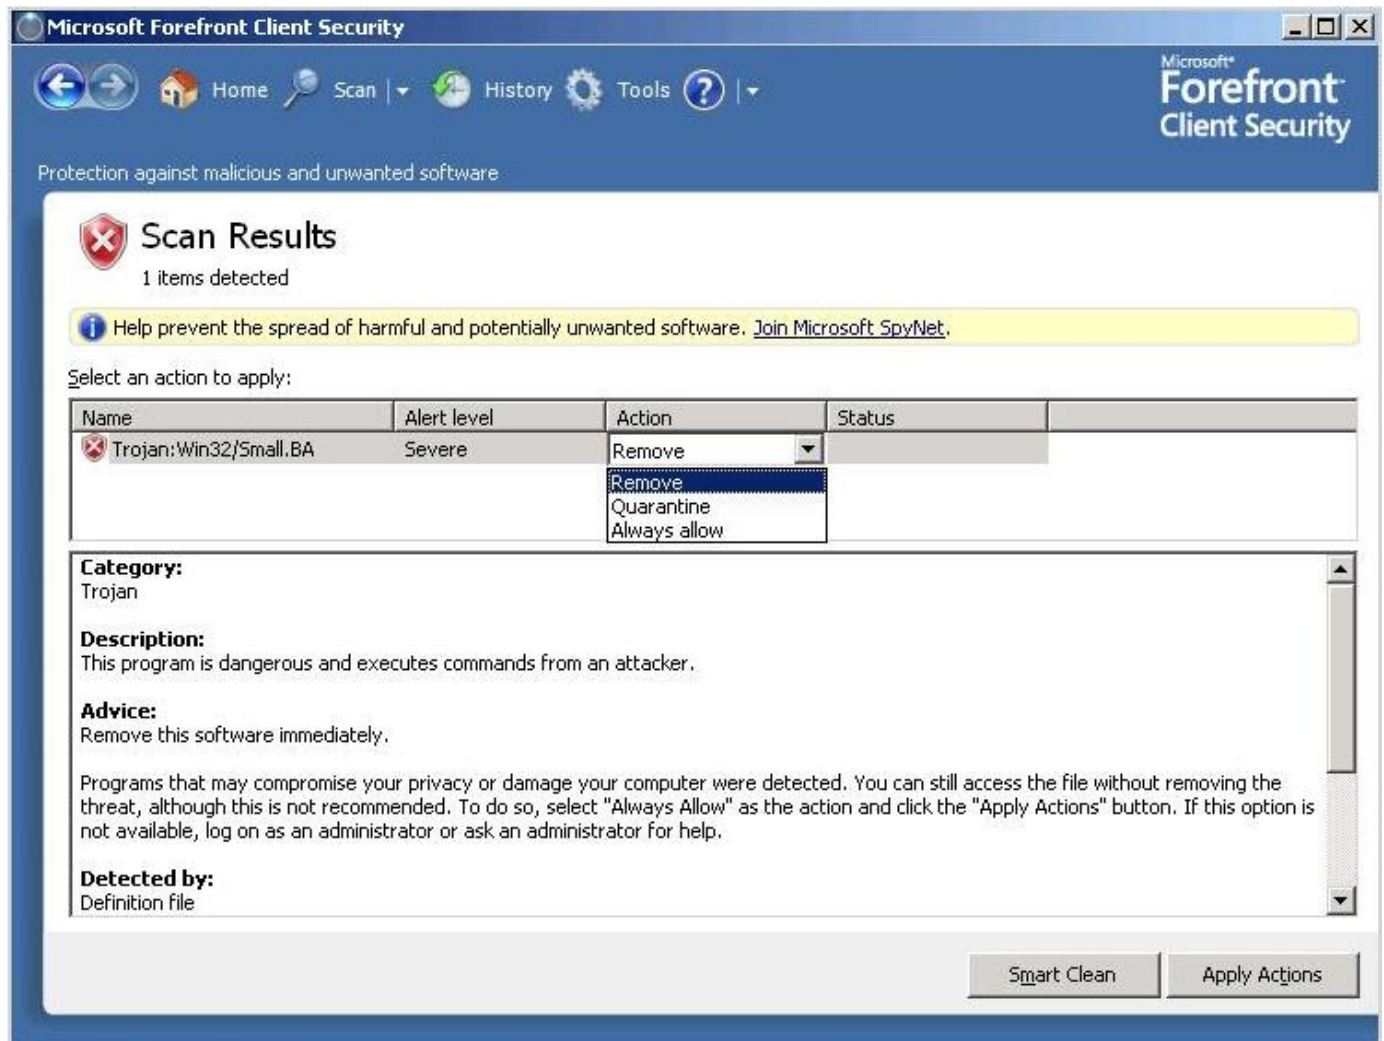 Microsoft Forefront Client Security
Home Scan History Tools ?
Microsoft
Forefront
Client Security
Protection against malicious and unwanted software
Scan Results
1 items detected
Help prevent the spread of harmful and potentially unwanted software. Join Microsoft SpyNet.
Select an action to apply:
Name Alert level Action Status
Trojan:Win32/Small.BA Severe Remove
Remove
Quarantine
Always allow
Category:
Trojan
Description:
This program is dangerous and executes commands from an attacker.
Advice:
Remove this software immediately.
Programs that may compromise your privacy or damage your computer were detected. You can still access the file without removing the
threat, although this is not recommended. To do so, select "Always Allow" as the action and click the "Apply Actions" button. If this option is
not available, log on as an administrator or ask an administrator for help.
Detected by:
Definition file
Smart Clean Apply Actions